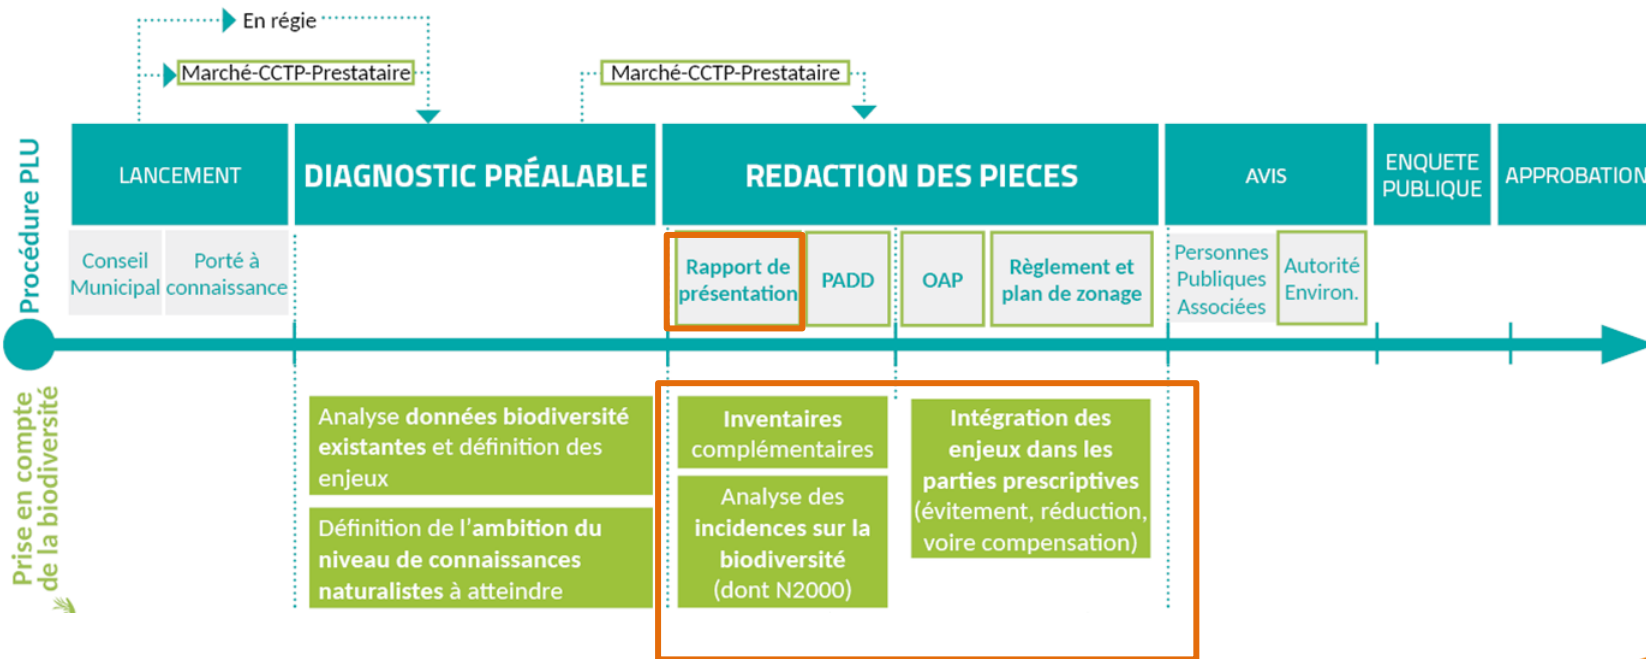 En régie
Marché-CCTP-Prestataire
Marché-CCTP-Prestataire
Procédure PLU
LANCEMENT
DIAGNOSTIC PRÉALABLE
REDACTION DES PIECES
AVIS
ENQUETE
PUBLIQUE
APPROBATION
Conseil
Municipal
Porté à
connaissance
Rapport de
présentation
PADD
OAP
Règlement et
plan de zonage
Personnes
Publiques
Associées
Autorité
Environ.
Prise en compte
de la biodiversité
Analyse données biodiversité
existantes et définition des
enjeux
Définition de l'ambition du
niveau de connaissances
naturalistes à atteindre
Inventaires
complémentaires
Analyse des
incidences sur la
biodiversité
(dont N2000)
Intégration des
enjeux dans les
parties prescriptives
(évitement, réduction,
voire compensation)